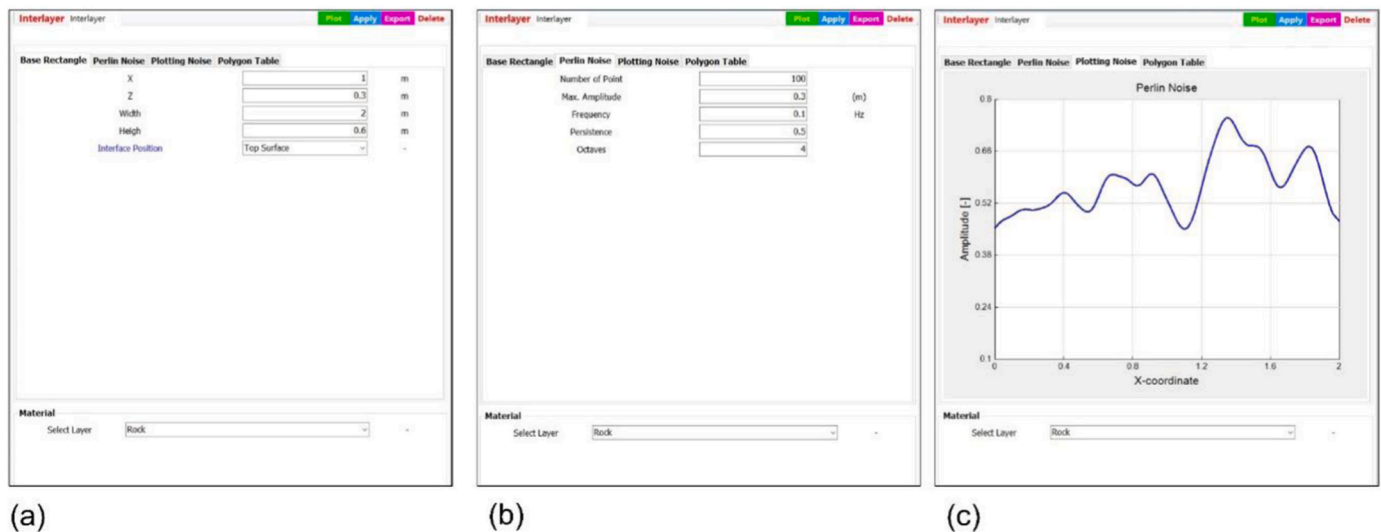 Interlayer Interlayer Plot Apply Export Delete
Base Rectangle Perlin Noise Plotting Noise Polygon Table
X 1 m
Z 0.3 m
Width 2 m
Heigh 0.6 m
Interface Position Top Surface -
Material
Select Layer Rock -
(a)
Interlayer Interlayer Plot Apply Export Delete
Base Rectangle Perlin Noise Plotting Noise Polygon Table
Number of Point 100
Max. Amplitude 0.3 (m)
Frequency 0.1 Hz
Persistence 0.5
Octaves 4
Material
Select Layer Rock -
(b)
Interlayer Interlayer Plot Apply Export Delete
Base Rectangle Perlin Noise Plotting Noise Polygon Table
Perlin Noise
0.8
0.66
0.52
0.38
0.24
0.1
Amplitude [-]
0 0.4 0.8 1.2 1.6 2
X-coordinate
Material
Select Layer Rock -
(c)